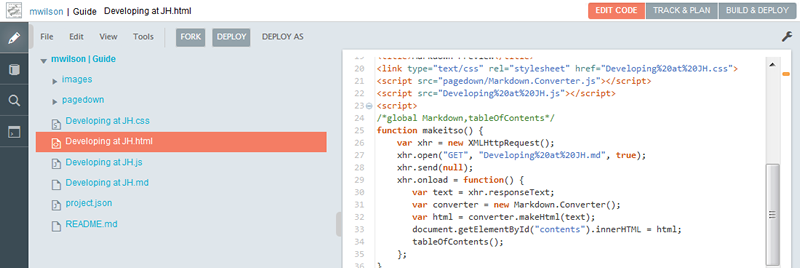 mwilson | Guide Developing at JH.html
EDIT CODE TRACK & PLAN BUILD & DEPLOY
File Edit View Tools FORK DEPLOY DEPLOY AS
mwilson | Guide
images
pagedown
Developing at JH.css
Developing at JH.html
Developing at JH.js
Developing at JH.md
project.json
README.md
20 <link type="text/css" rel="stylesheet" href="Developing%20at%20JH.css">
21 <script src="pagedown/Markdown.Converter.js"></script>
22 <script src="Developing%20at%20JH.js"></script>
23 <script>
24 /*global Markdown,tableOfContents*/
25 function makeitso() {
26 var xhr = new XMLHttpRequest();
27 xhr.open("GET", "Developing%20at%20JH.md", true);
28 xhr.send(null);
29 xhr.onload = function() {
30 var text = xhr.responseText;
31 var converter = new Markdown.Converter();
32 var html = converter.makeHtml(text);
33 document.getElementById("contents").innerHTML = html;
34 tableOfContents();
35 };